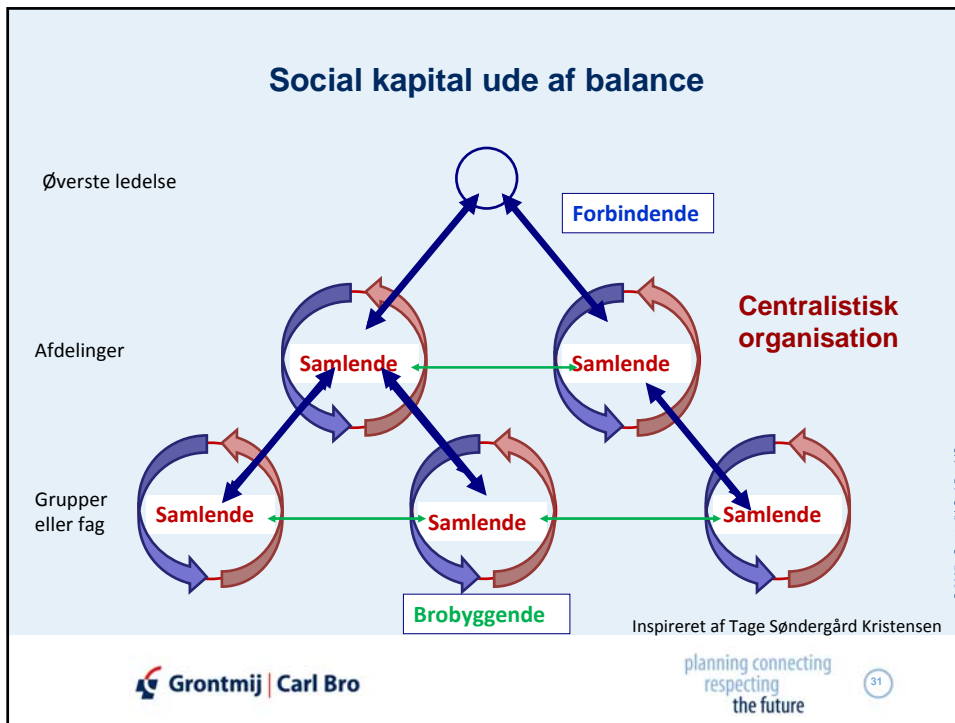 Social kapital ude af balance
Øverste ledelse
Forbindende
Centralistisk
organisation
Afdelinger
Samlende
Samlende
Grupper
eller fag
Samlende
Samlende
Samlende
Brobyggende
Inspireret af Tage Søndergård Kristensen
Grontmij | Carl Bro
planning connecting
respecting
the future
31